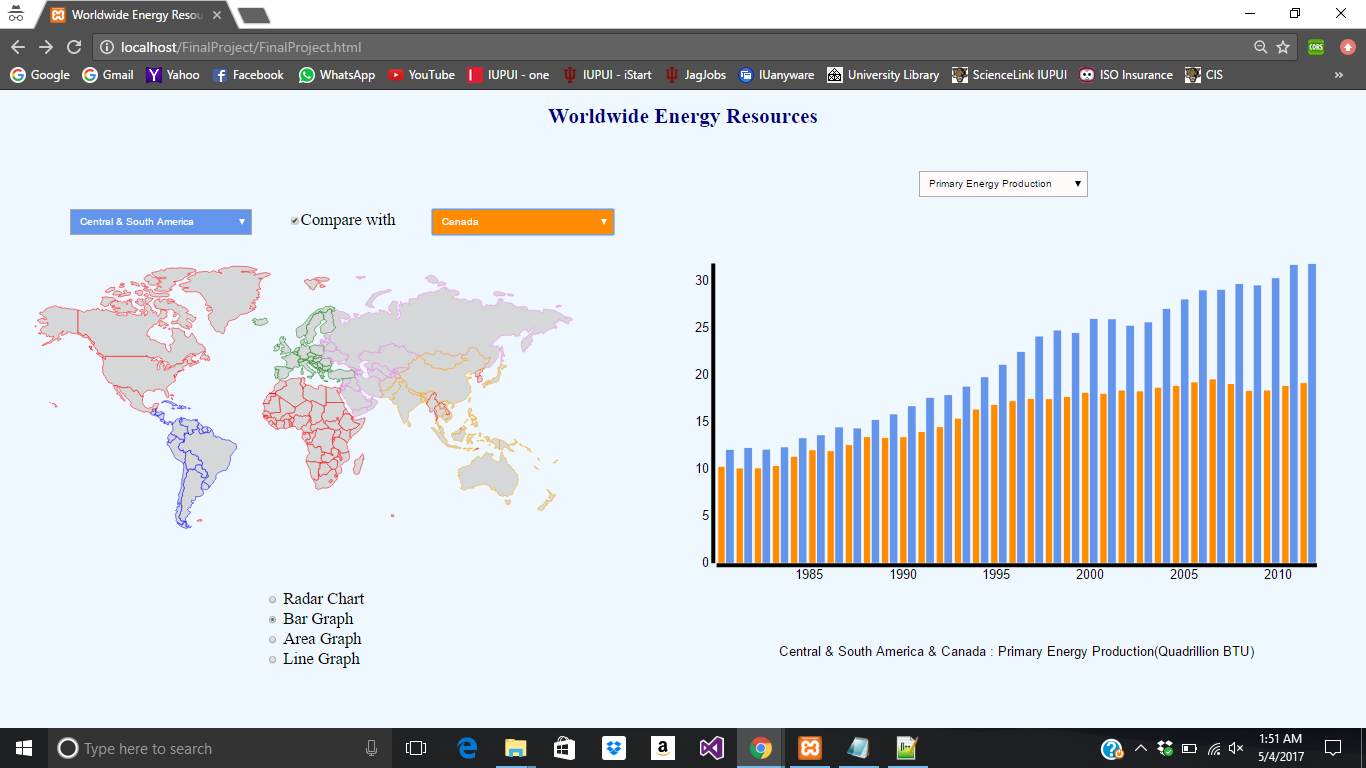 Worldwide Energy Resou
localhost/FinalProject/FinalProject.html
CORS
Google Gmail Yahoo Facebook WhatsApp YouTube IUPUI - one IUPUI - iStart JagJobs IUanyware University Library ScienceLink IUPUI ISO Insurance CIS »
Worldwide Energy Resources
Primary Energy Production
Central & South America
Compare with
Canada
30
25
20
15
10
5
0
1985 1990 1995 2000 2005 2010
Radar Chart
Bar Graph
Area Graph
Line Graph
Central & South America & Canada : Primary Energy Production(Quadrillion BTU)
Type here to search
1:51 AM
5/4/2017